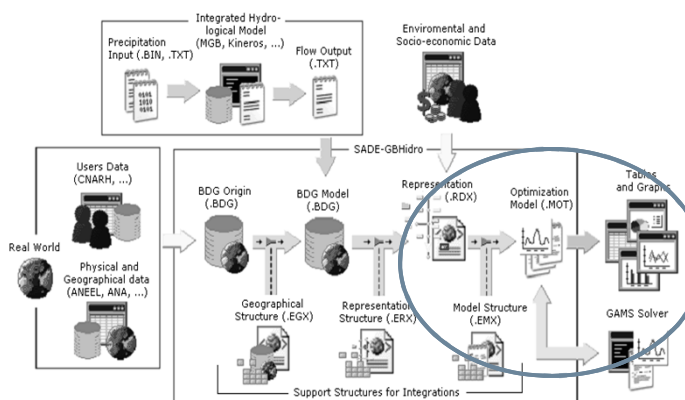 Integrated Hydro-
logical Model
(MGB, Kineros, ...)
Precipitation
Input (.BIN, .TXT)
Flow Output
(.TXT)
Enviromental and
Socio-economic Data
SADE-GBHidro
Users Data
(CNARH, ...)
Real World
Physical and
Geographical data
(ANEEL, ANA, ...)
BDG Origin
(.BDG)
BDG Model
(.BDG)
Representation
(.RDX)
Optimization
Model (.MOT)
Tables
and Graphs
Geographical
Structure (.EGX)
Representation
Structure (.ERX)
Model Structure
(.EMX)
GAMS Solver
Support Structures for Integrations
0101
1010
0101